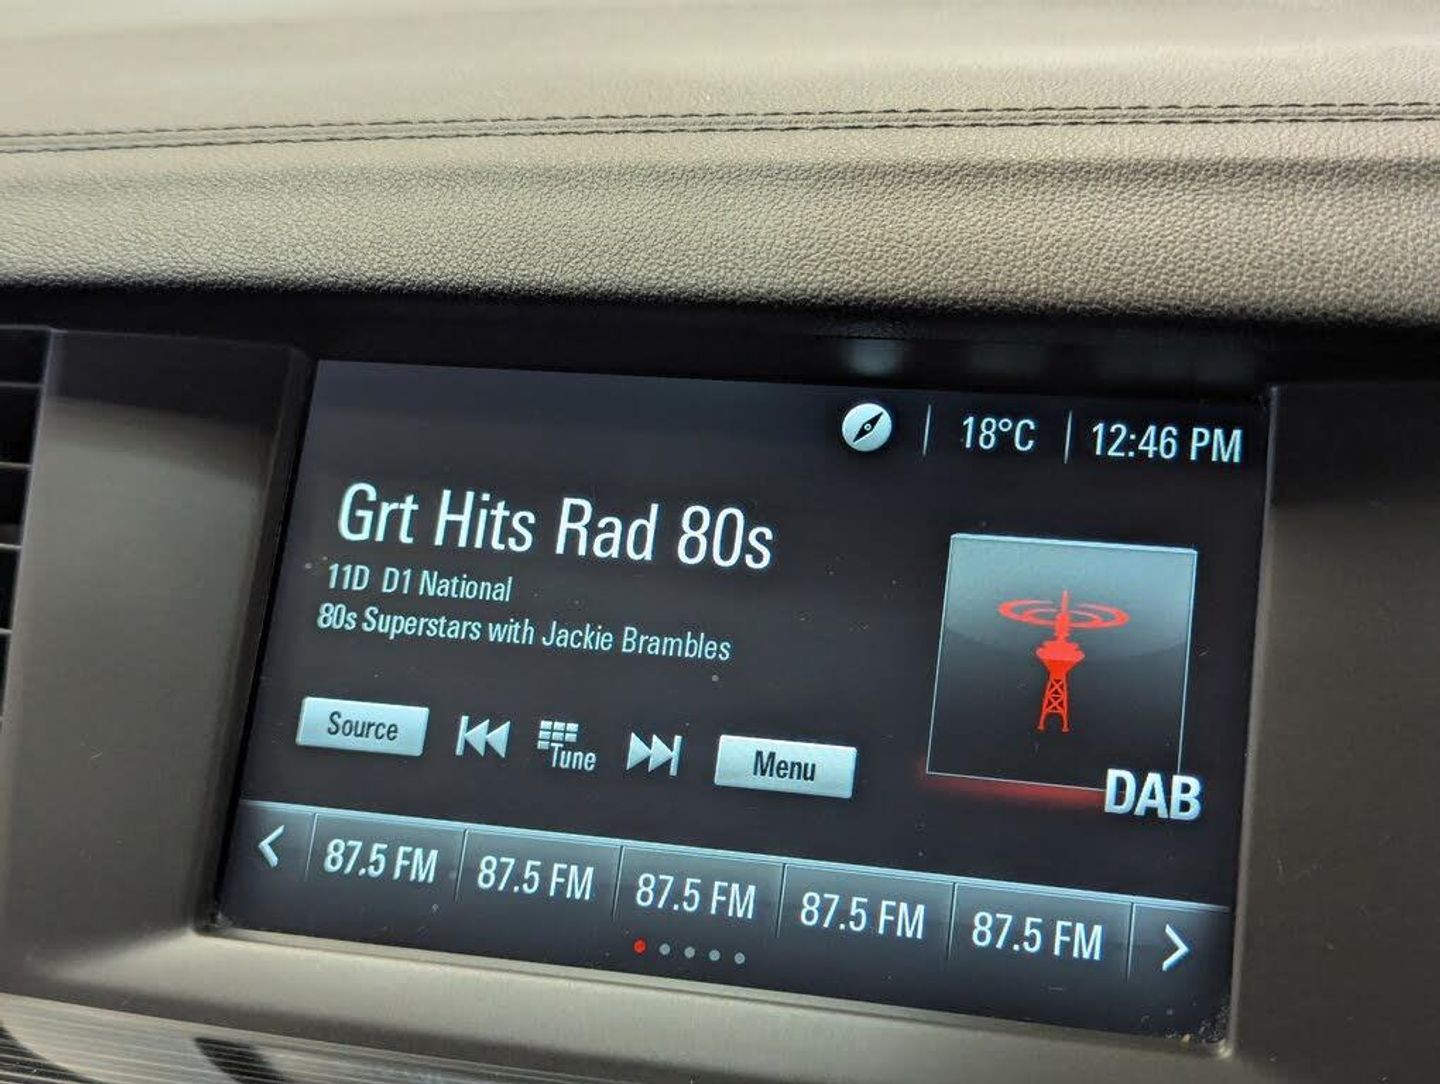 18°C 12:46 PM
Grt Hits Rad 80s
11D D1 National
80s Superstars with Jackie Brambles
Source Tune Menu
DAB
87.5 FM 87.5 FM 87.5 FM 87.5 FM 87.5 FM